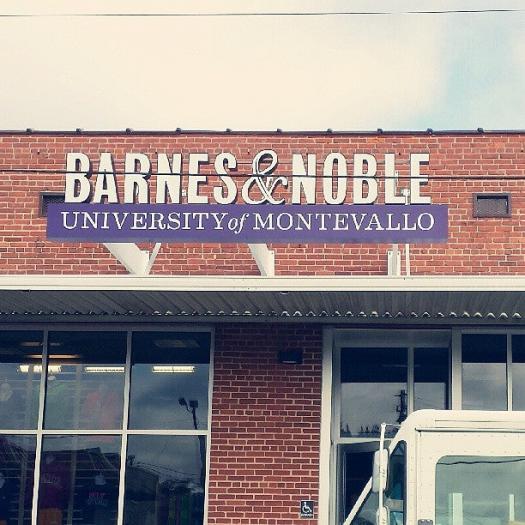 BARNES & NOBLE
UNIVERSITY of MONTEVALLO